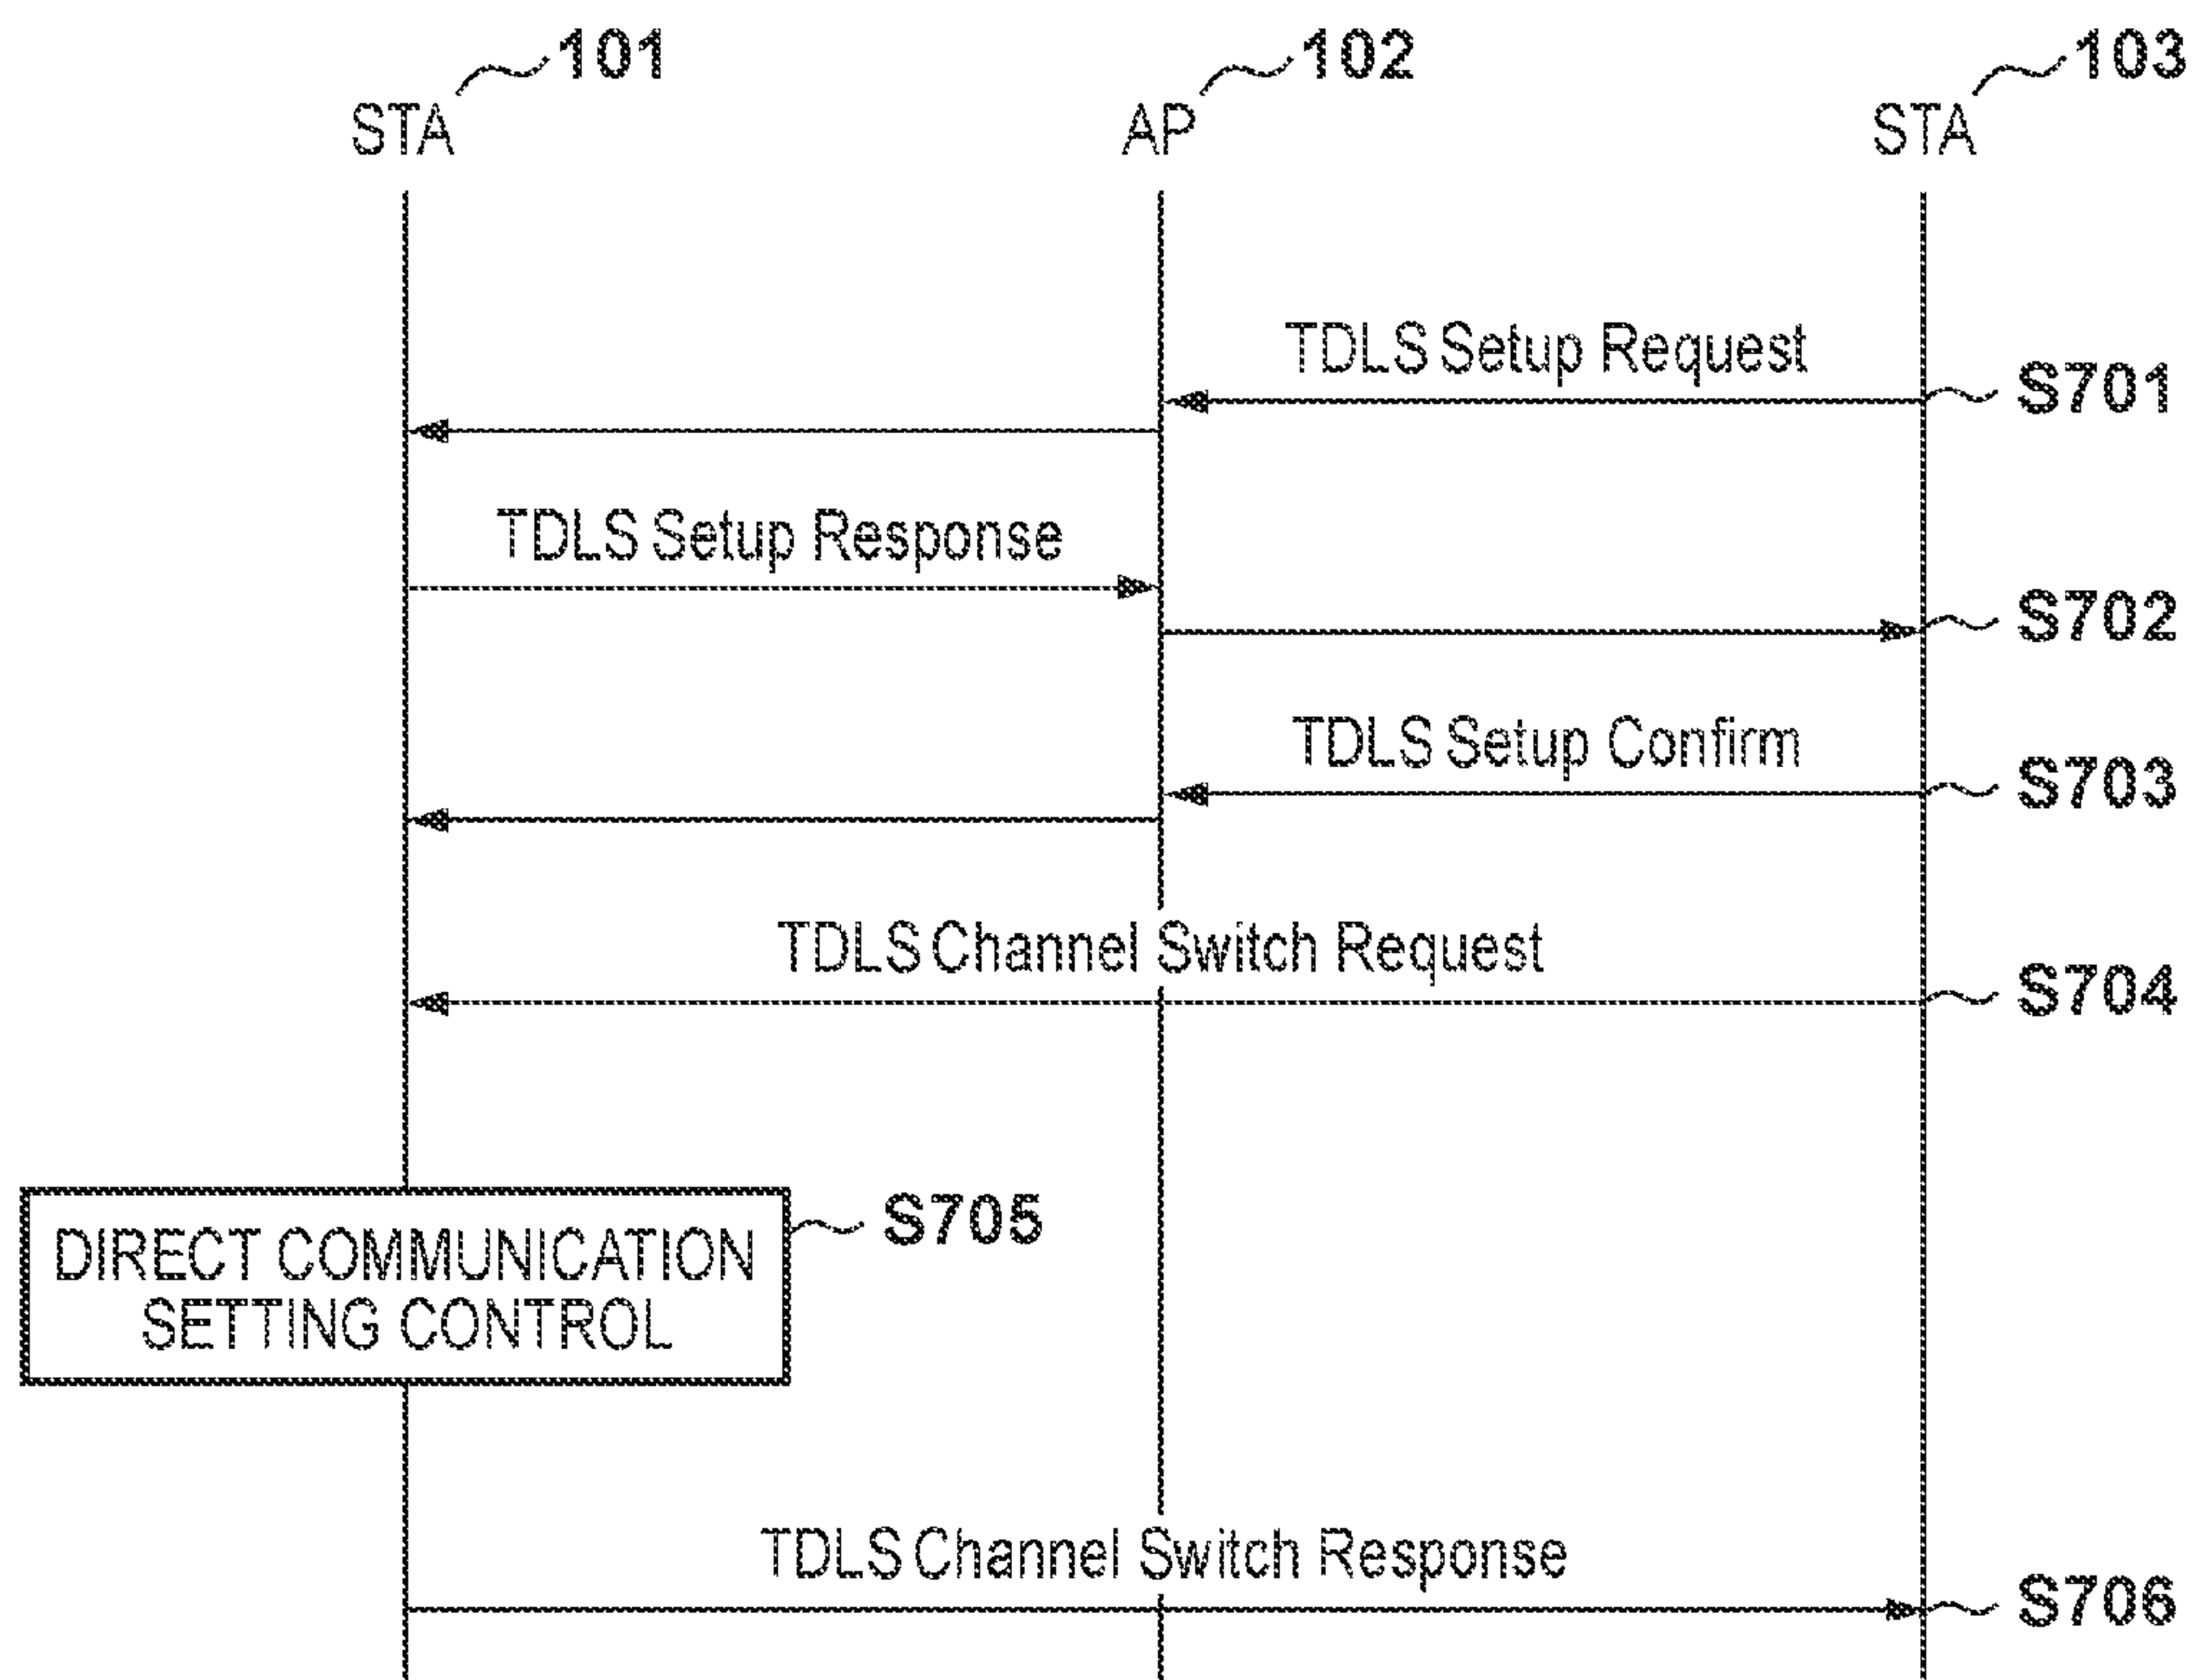 101
102
103
STA
AP
STA
TDLS Setup Request
S701
TDLS Setup Response
S702
TDLS Setup Confirm
S703
TDLS Channel Switch Request
S704
S705
DIRECT COMMUNICATION
SETTING CONTROL
TDLS Channel Switch Response
S706